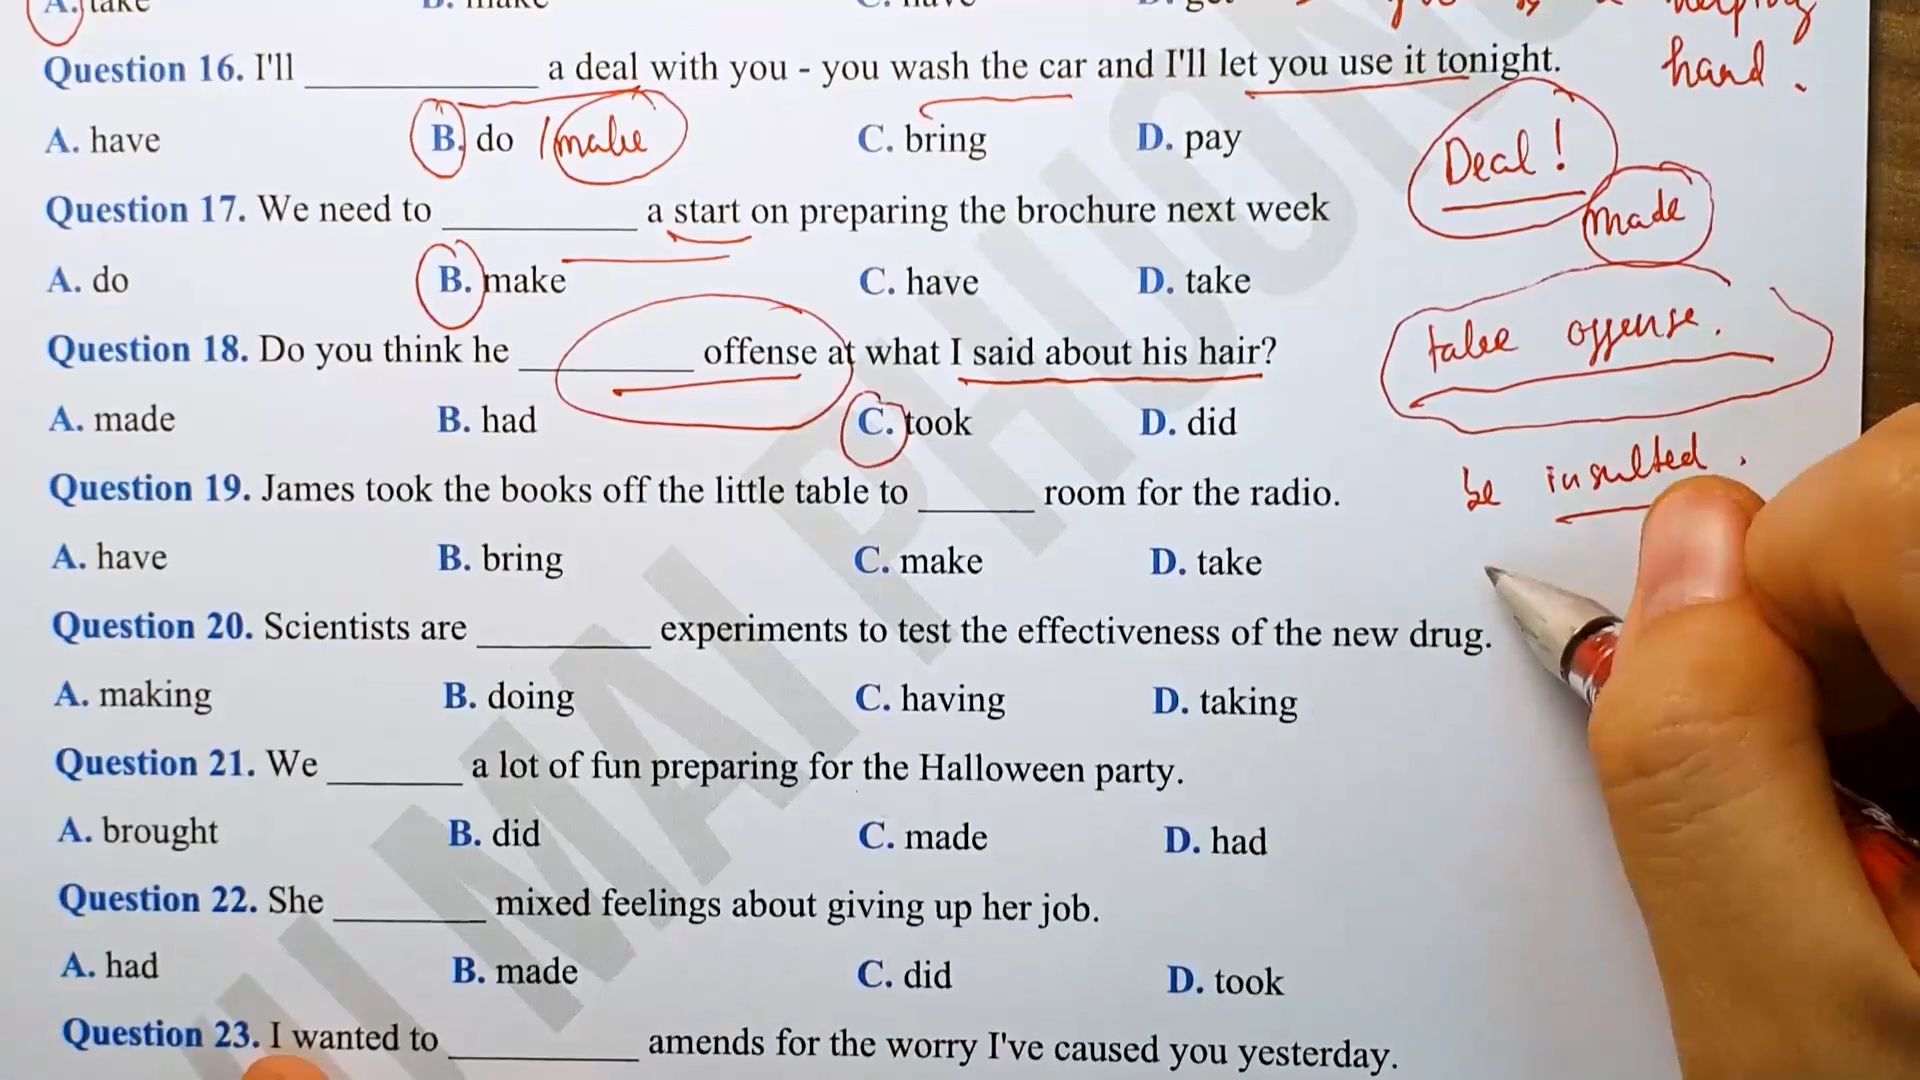 A. take B. make C. have D. get helping
Question 16. I'll ____________ a deal with you - you wash the car and I'll let you use it tonight. hand.
A. have B. do / make C. bring D. pay Deal!
Question 17. We need to __________ a start on preparing the brochure next week made
A. do B. make C. have D. take
Question 18. Do you think he _________ offense at what I said about his hair? take offense.
A. made B. had C. took D. did
Question 19. James took the books off the little table to ______ room for the radio. be insulted.
A. have B. bring C. make D. take
Question 20. Scientists are _________ experiments to test the effectiveness of the new drug.
A. making B. doing C. having D. taking
Question 21. We _______ a lot of fun preparing for the Halloween party.
A. brought B. did C. made D. had
Question 22. She ________ mixed feelings about giving up her job.
A. had B. made C. did D. took
Question 23. I wanted to __________ amends for the worry I've caused you yesterday.
MAI PHUONG